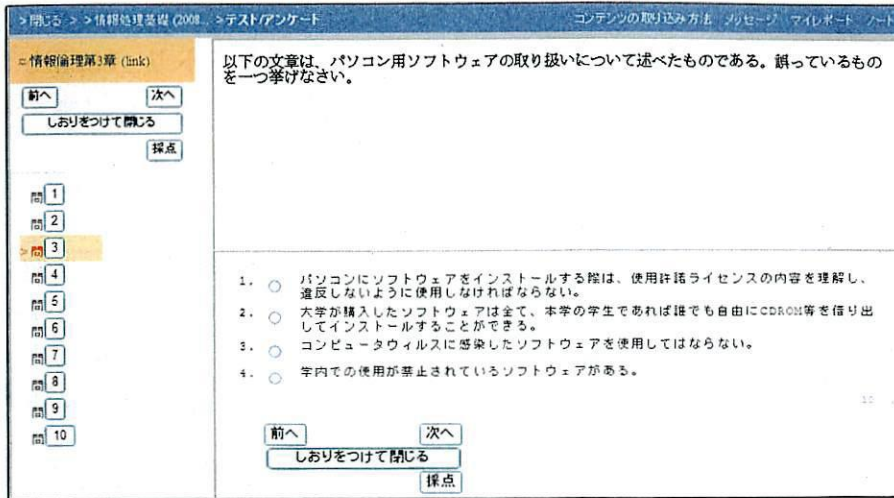 >閉じる > >情報処理基礎 (2008... >テスト/アンケート
コンテンツの取り込み方法 メッセージ マイレポート ノート
情報倫理第3章 (link)
前へ 次へ
しおりをつけて閉じる
採点
問 1
問 2
>問 3
問 4
問 5
問 6
問 7
問 8
問 9
問 10
以下の文章は、パソコン用ソフトウェアの取り扱いについて述べたものである。誤っているもの
を一つ挙げなさい。
1. パソコンにソフトウェアをインストールする際は、使用許諾ライセンスの内容を理解し、
違反しないように使用しなければならない。
2. 大学が購入したソフトウェアは全て、本学の学生であれば誰でも自由にCDROM等を借り出
してインストールすることができる。
3. コンピュータウィルスに感染したソフトウェアを使用してはならない。
4. 学内での使用が禁止されているソフトウェアがある。
前へ 次へ
しおりをつけて閉じる
採点